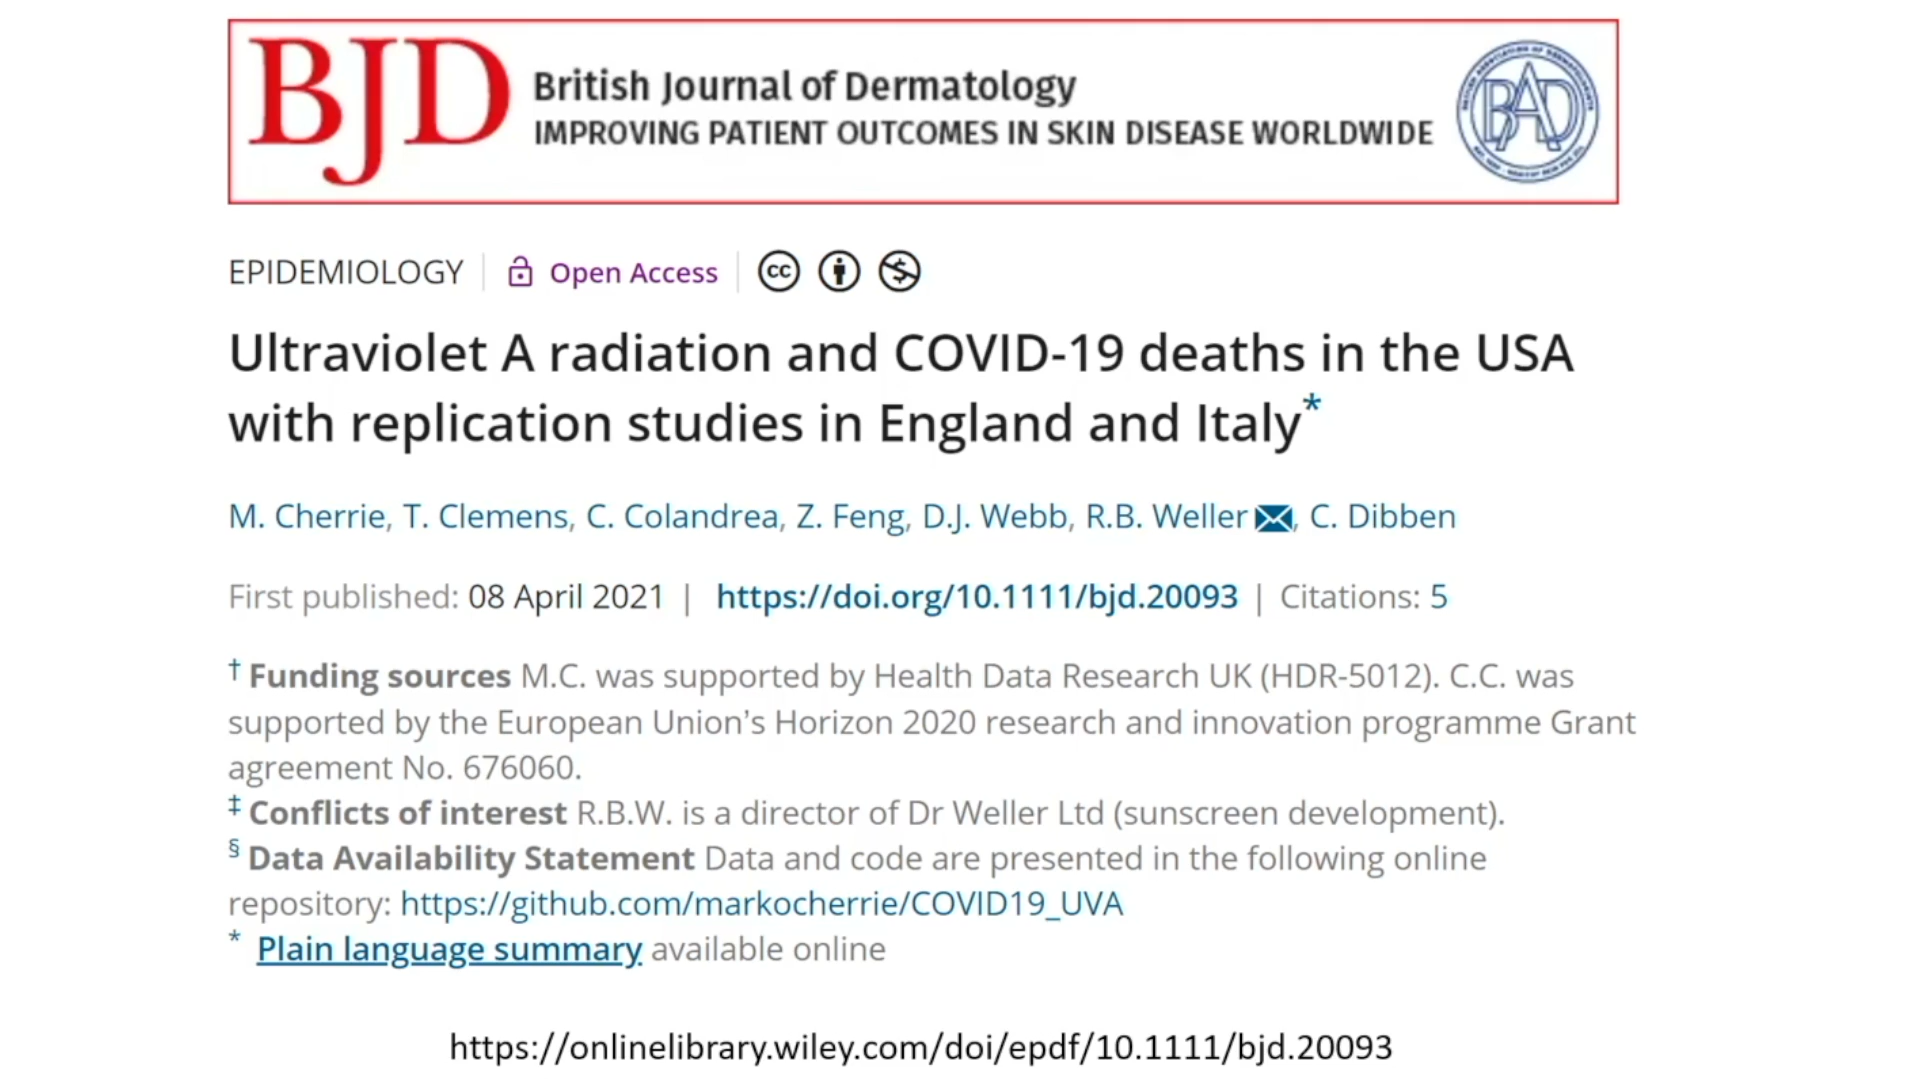 BJD
British Journal of Dermatology
IMPROVING PATIENT OUTCOMES IN SKIN DISEASE WORLDWIDE
BAD
EPIDEMIOLOGY | Open Access | cc
Ultraviolet A radiation and COVID-19 deaths in the USA
with replication studies in England and Italy*
M. Cherrie, T. Clemens, C. Colandrea, Z. Feng, D.J. Webb, R.B. Weller, C. Dibben
First published: 08 April 2021 | https://doi.org/10.1111/bjd.20093 | Citations: 5
† Funding sources M.C. was supported by Health Data Research UK (HDR-5012). C.C. was
supported by the European Union’s Horizon 2020 research and innovation programme Grant
agreement No. 676060.
‡ Conflicts of interest R.B.W. is a director of Dr Weller Ltd (sunscreen development).
§ Data Availability Statement Data and code are presented in the following online
repository: https://github.com/markocherrie/COVID19_UVA
* Plain language summary available online
https://onlinelibrary.wiley.com/doi/epdf/10.1111/bjd.20093